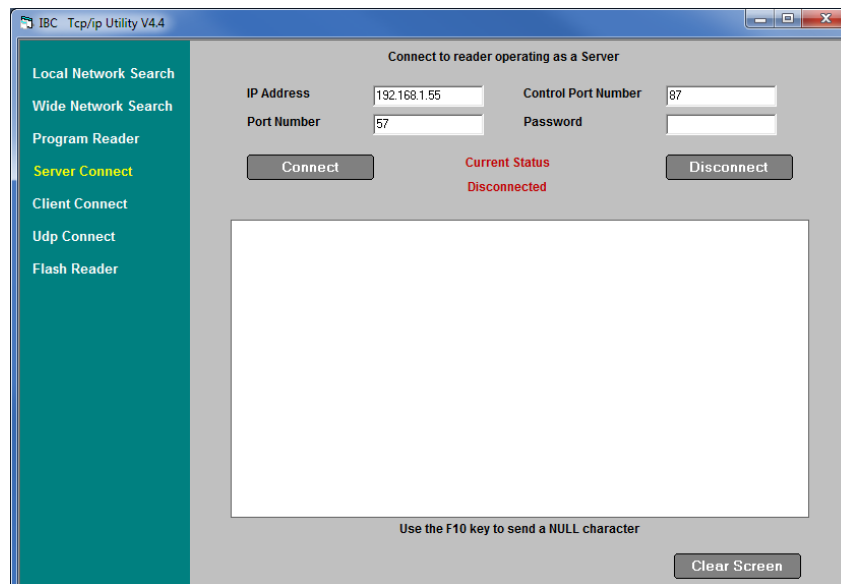 IBC Tcp/ip Utility V4.4
Local Network Search
Wide Network Search
Program Reader
Server Connect
Client Connect
Udp Connect
Flash Reader
Connect to reader operating as a Server
IP Address 192.168.1.55 Control Port Number 87
Port Number 57 Password
Connect Current Status Disconnect
Disconnected
Use the F10 key to send a NULL character
Clear Screen